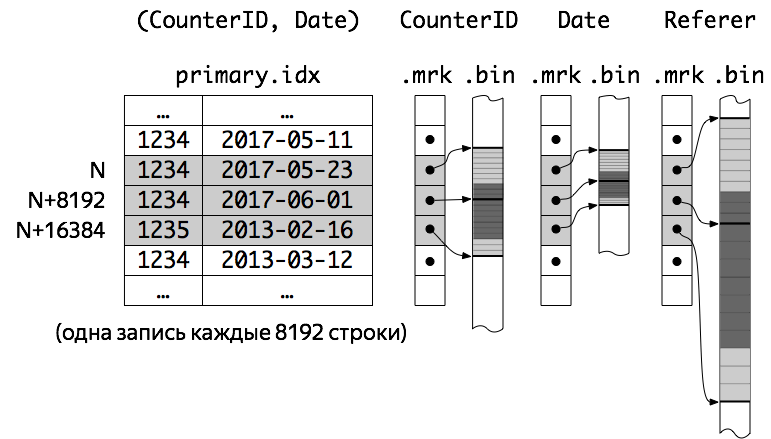 (CounterID, Date) CounterID Date Referer
primary.idx .mrk .bin .mrk .bin .mrk .bin
… …
1234 2017-05-11
N 1234 2017-05-23
N+8192 1234 2017-06-01
N+16384 1235 2013-02-16
1234 2013-03-12
… …
(одна запись каждые 8192 строки)